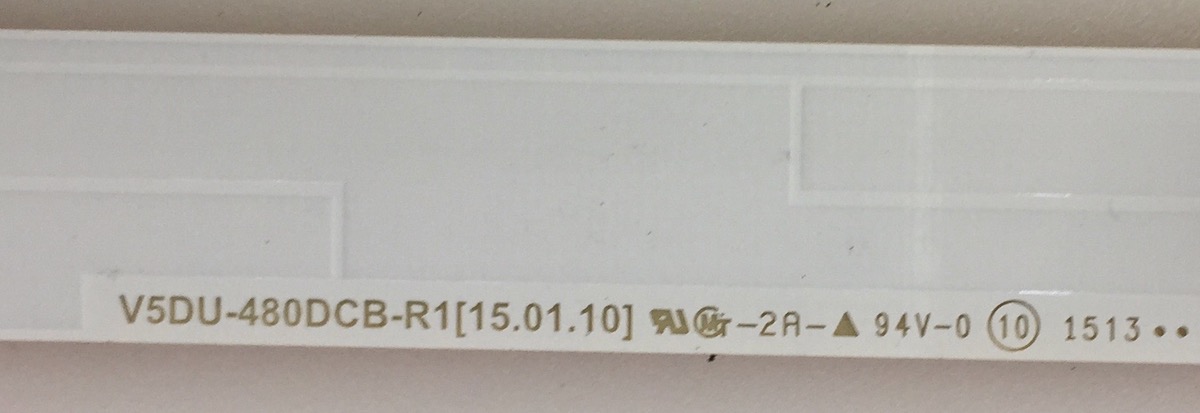 V5DU-480DCB-R1[15.01.10] -2A-▲ 94V-0 ⑩ 1513••